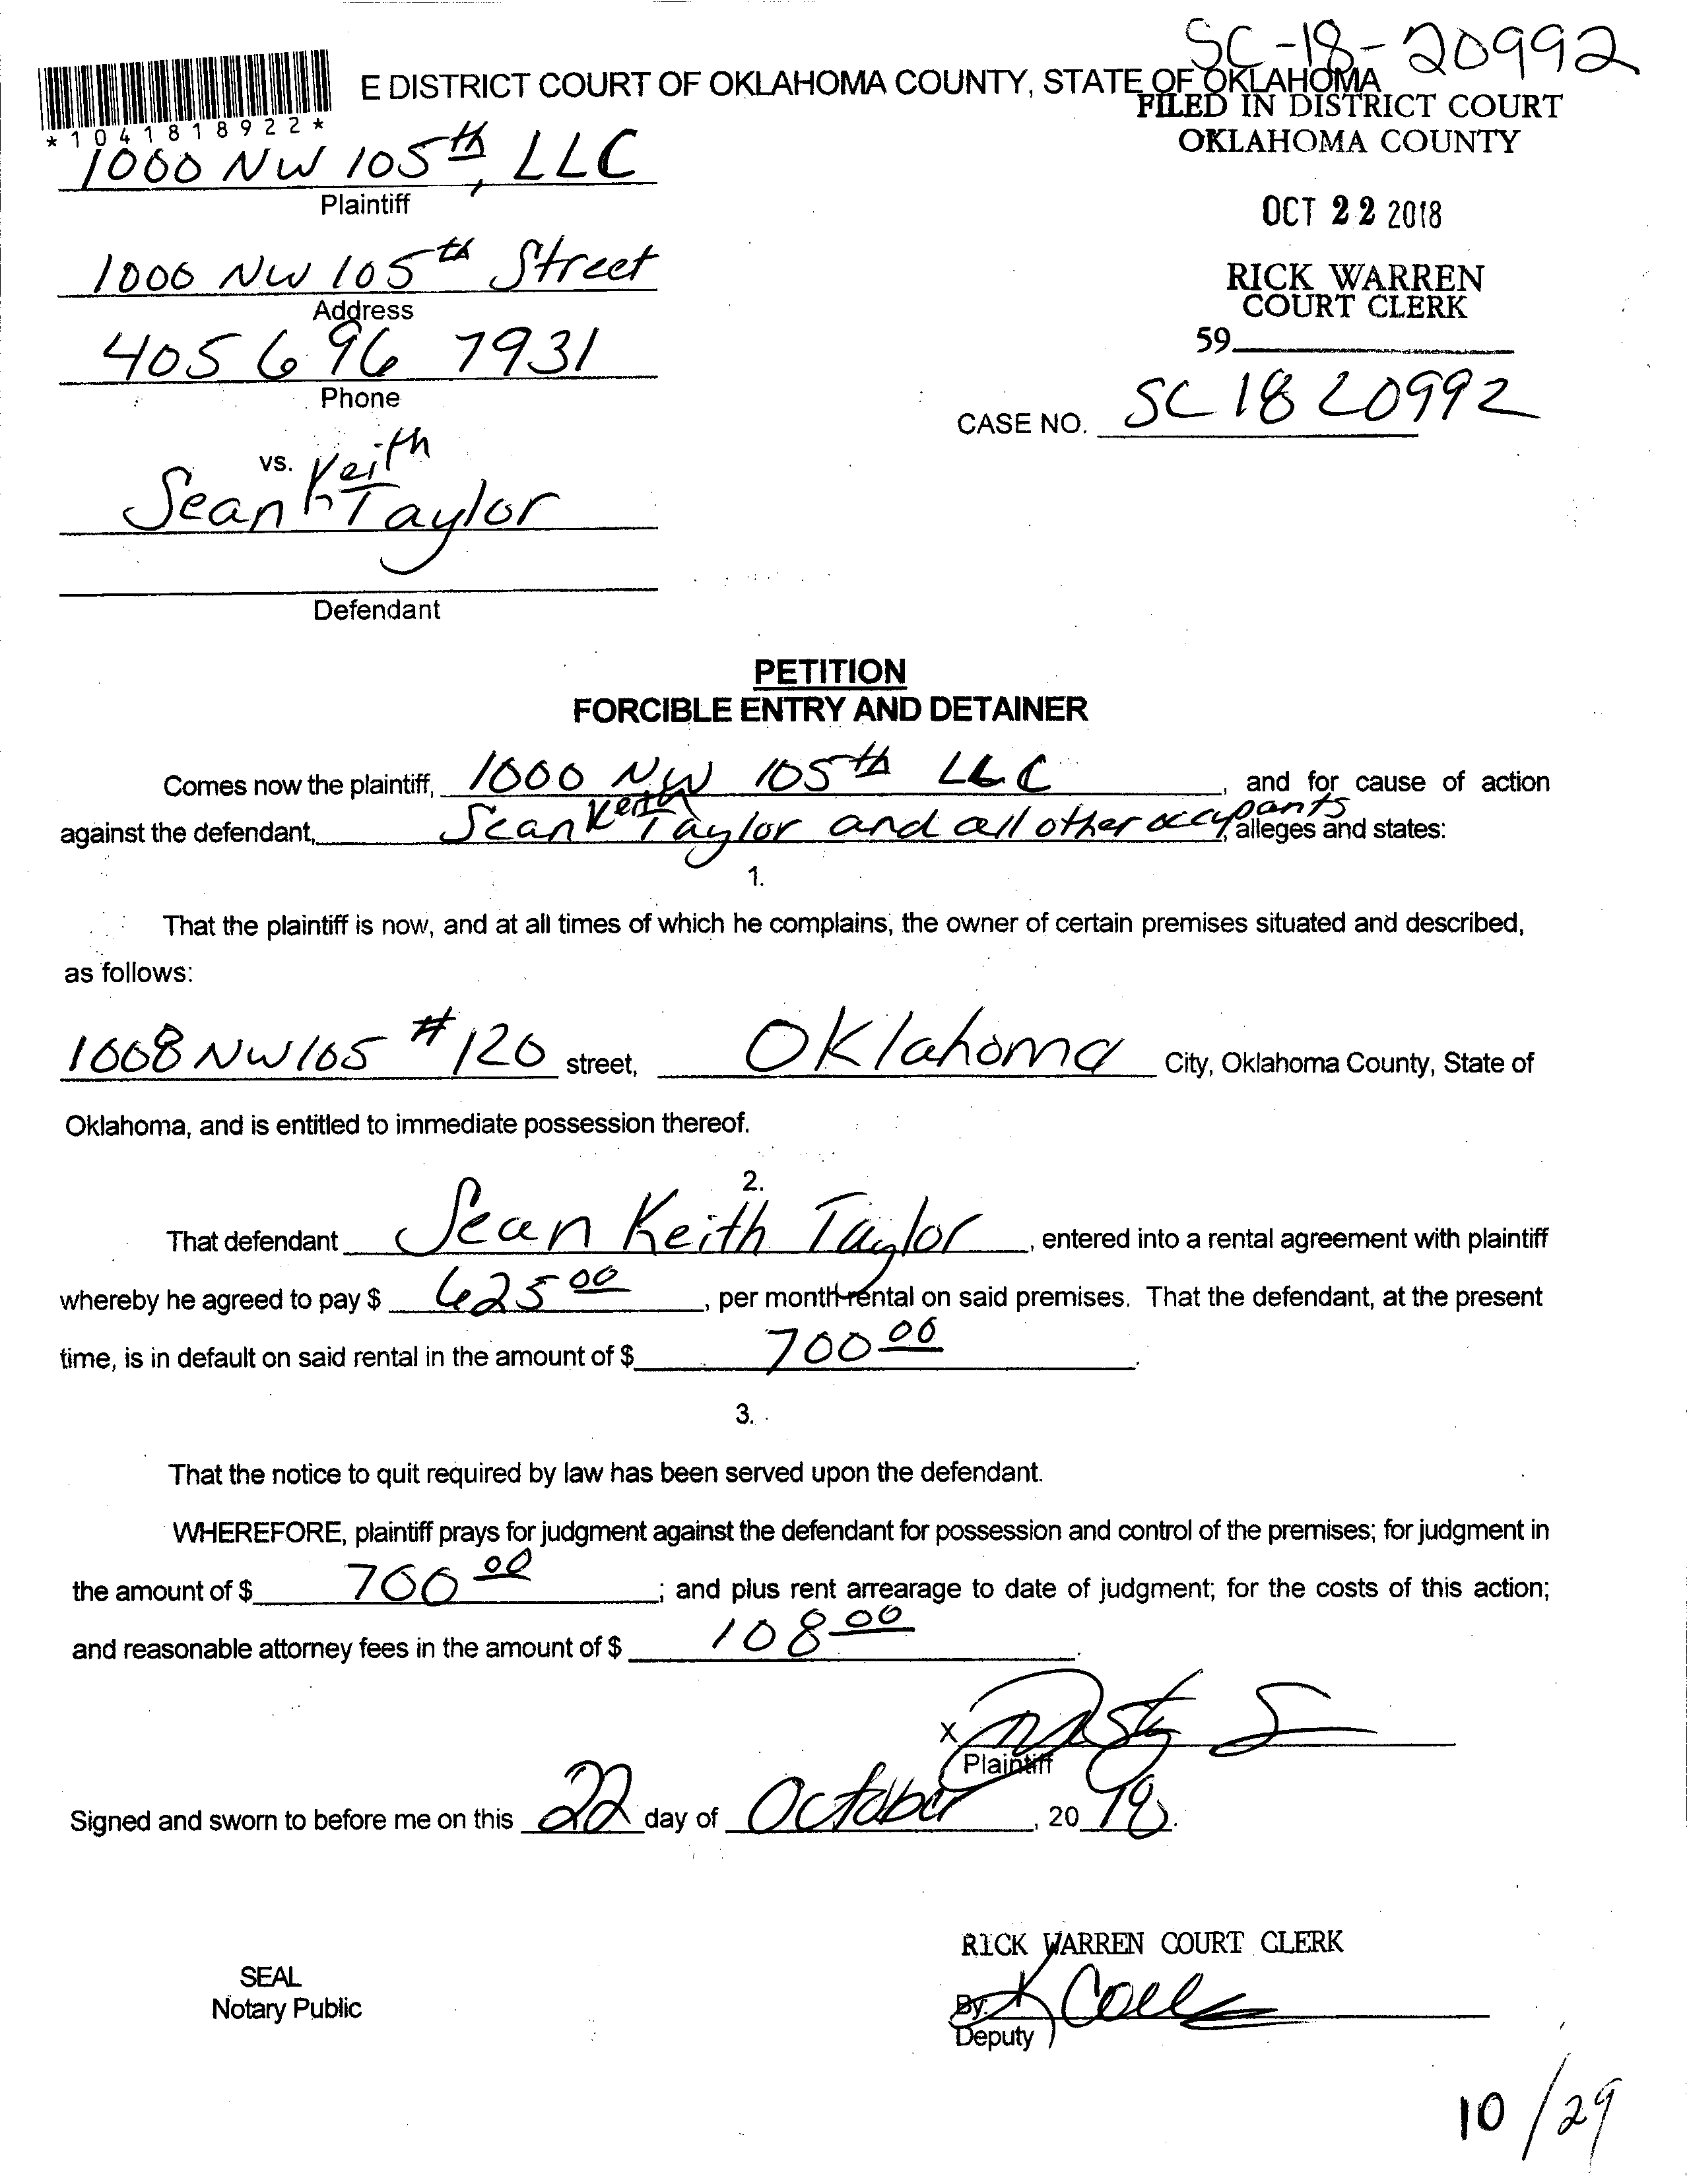 SC-18-20992
E DISTRICT COURT OF OKLAHOMA COUNTY, STATE OF OKLAHOMA
FILED IN DISTRICT COURT
OKLAHOMA COUNTY
*1041818922*
1000 NW 105th, LLC
Plaintiff
OCT 22 2018
1000 NW 105th Street
Address
RICK WARREN
COURT CLERK
405 696 7931
Phone
59
CASE NO. SC 18 20992
vs.
Sean Keith Taylor
Defendant
PETITION
FORCIBLE ENTRY AND DETAINER
Comes now the plaintiff, 1000 NW 105th LLC, and for cause of action
against the defendant, Sean Keith Taylor and all other occupants, alleges and states:
1.
That the plaintiff is now, and at all times of which he complains, the owner of certain premises situated and described,
as follows:
1008 NW 105 #120 street, Oklahoma City, Oklahoma County, State of
Oklahoma, and is entitled to immediate possession thereof.
2.
That defendant Sean Keith Taylor, entered into a rental agreement with plaintiff
whereby he agreed to pay $ 625 00, per month rental on said premises. That the defendant, at the present
time, is in default on said rental in the amount of $ 700 00.
3.
That the notice to quit required by law has been served upon the defendant.
WHEREFORE, plaintiff prays for judgment against the defendant for possession and control of the premises; for judgment in
the amount of $ 700 00; and plus rent arrearage to date of judgment; for the costs of this action;
and reasonable attorney fees in the amount of $ 108 00.
X
Plaintiff
Signed and sworn to before me on this 22 day of October, 20 18.
RICK WARREN COURT CLERK
SEAL
Notary Public
By:
Deputy
10/29